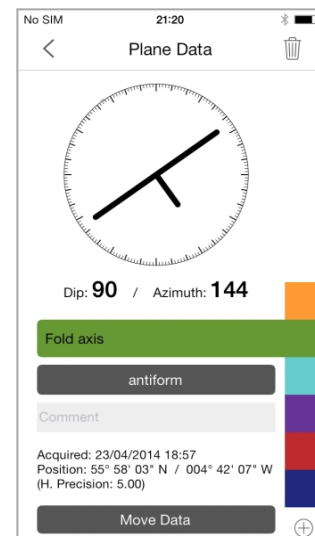 No SIM 21:20
Plane Data
Dip: 90 / Azimuth: 144
Fold axis
antiform
Comment
Acquired: 23/04/2014 18:57
Position: 55° 58' 03" N / 004° 42' 07" W
(H. Precision: 5.00)
Move Data